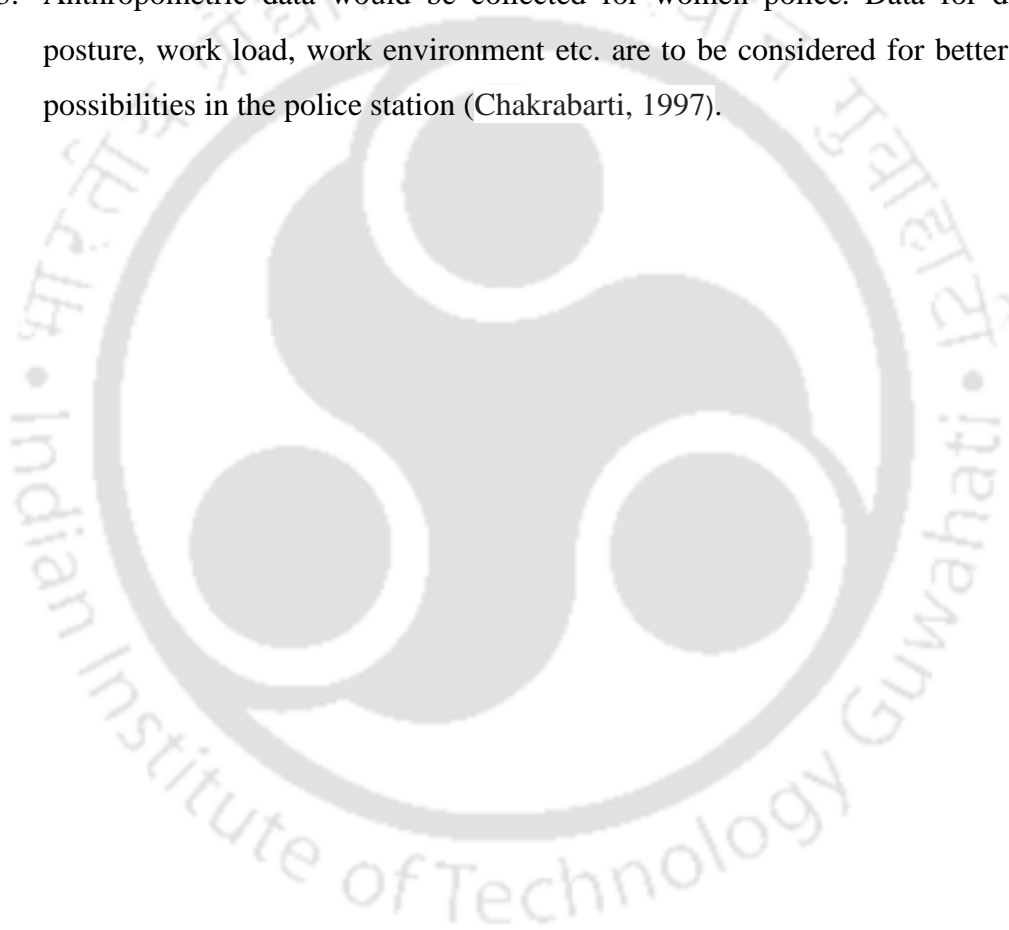 Anthropometric data would be collected for women police. Data for d
posture, work load, work environment etc. are to be considered for better
possibilities in the police station (Chakrabarti, 1997).
• Indian Institute of Technology Guwahati •